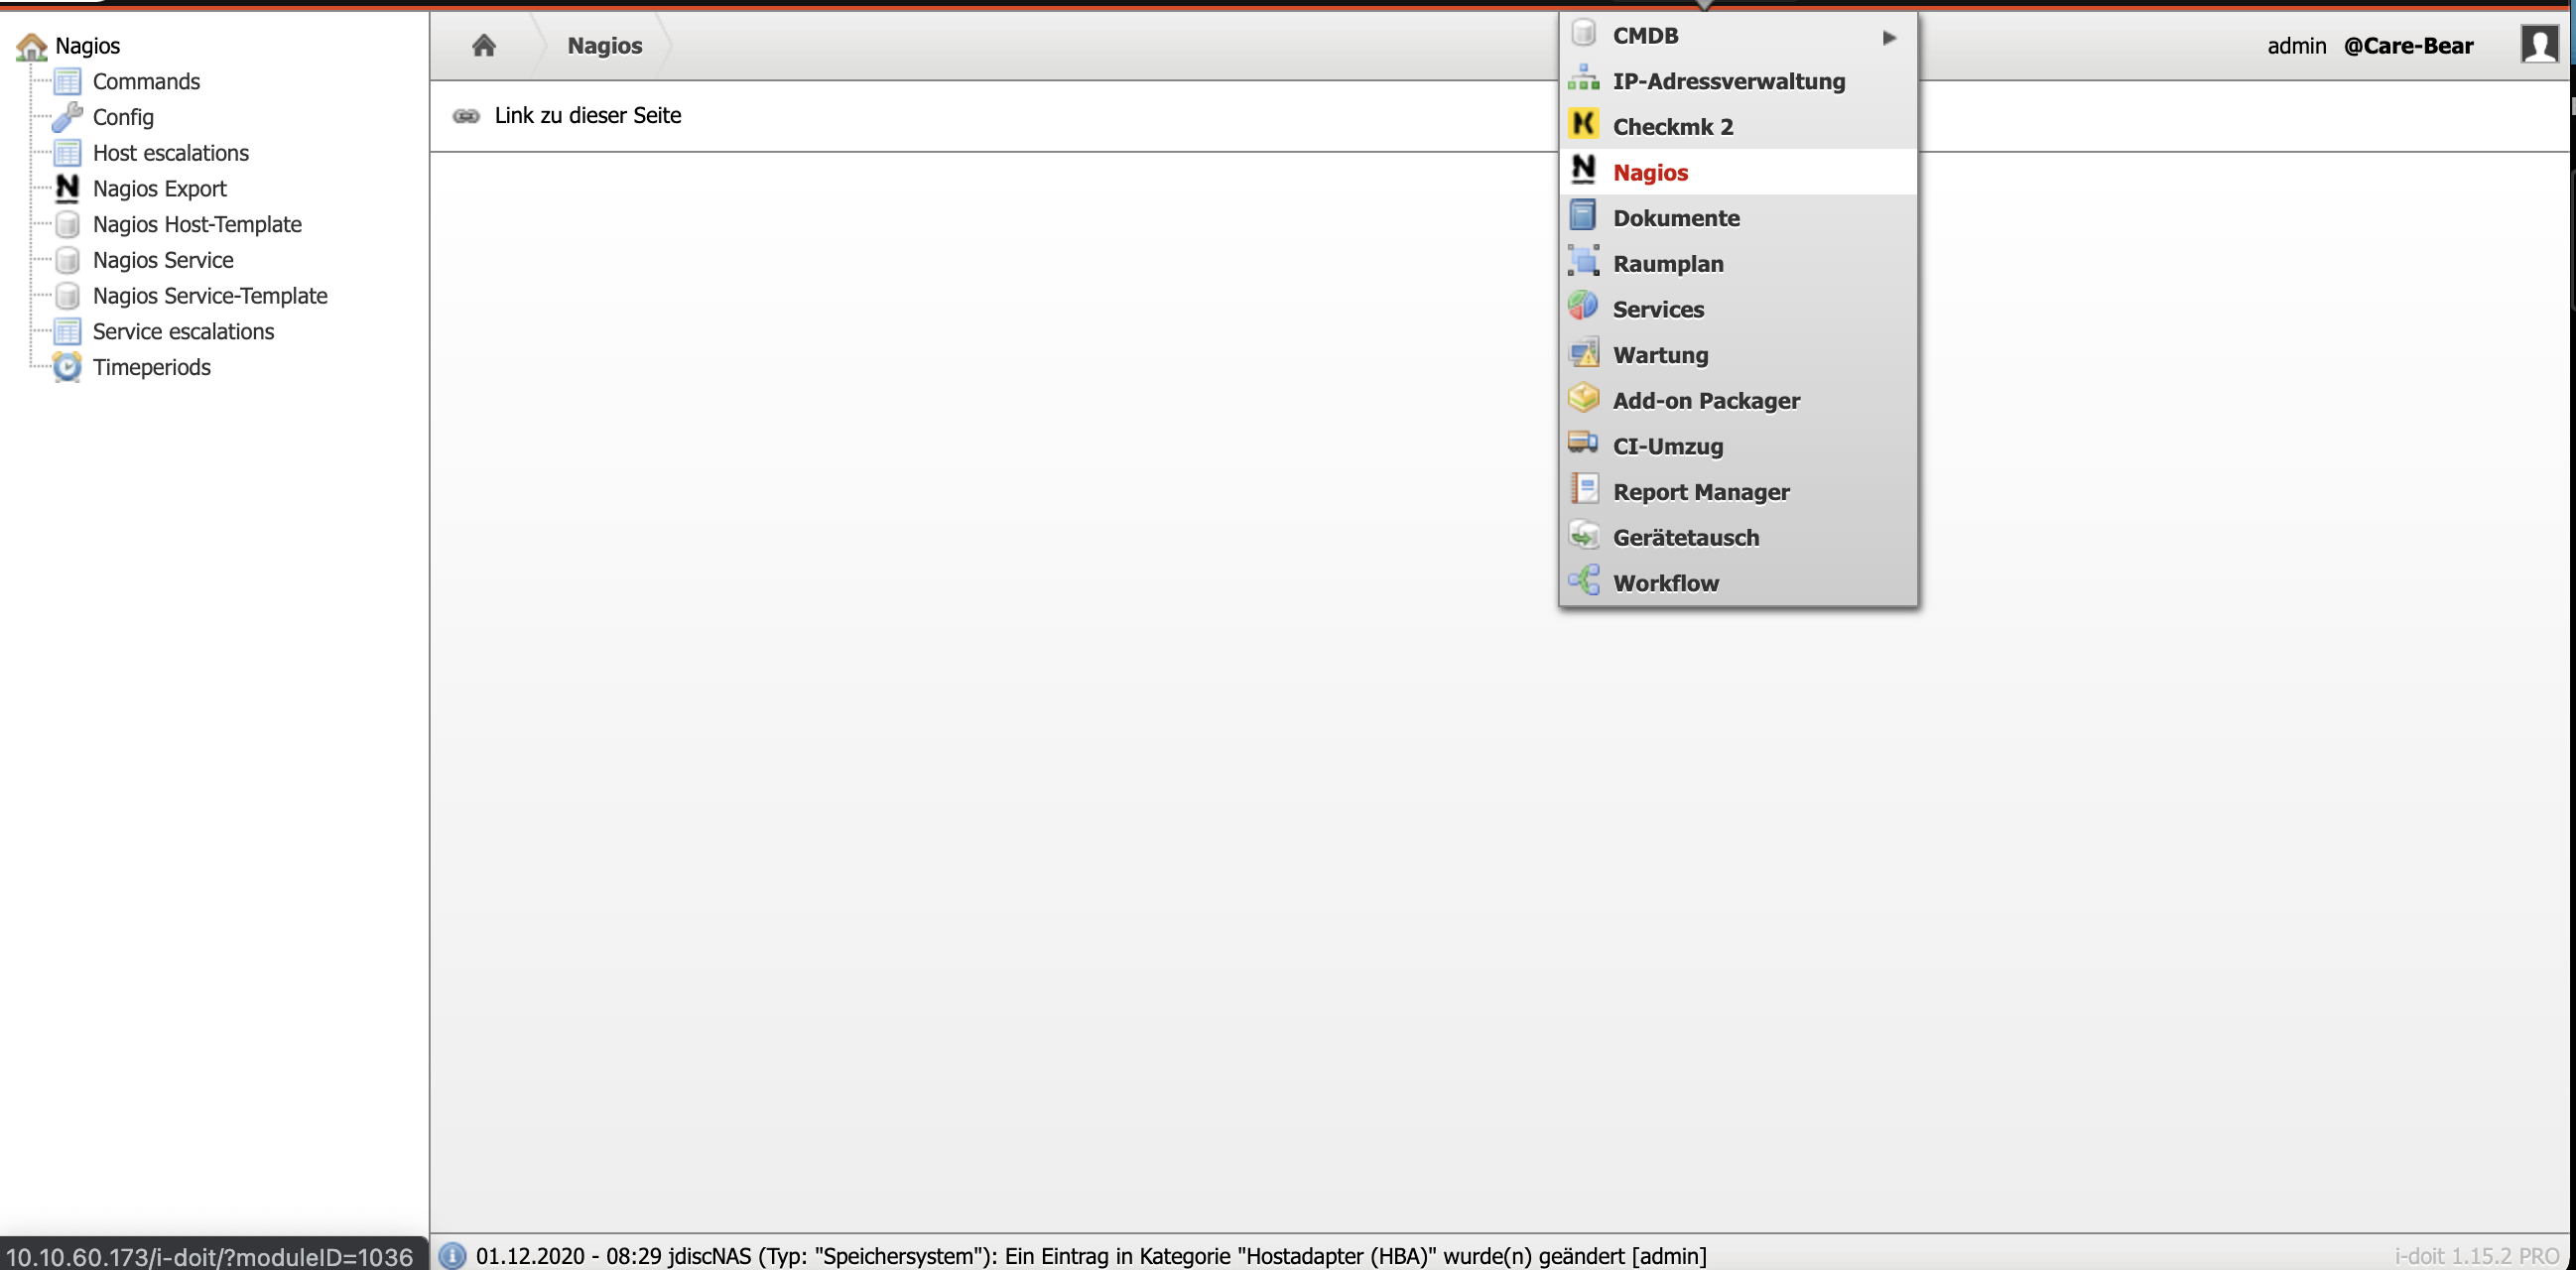 Nagios
Commands
Config
Host escalations
Nagios Export
Nagios Host-Template
Nagios Service
Nagios Service-Template
Service escalations
Timeperiods
Nagios
Link zu dieser Seite
CMDB
IP-Adressverwaltung
Checkmk 2
Nagios
Dokumente
Raumplan
Services
Wartung
Add-on Packager
CI-Umzug
Report Manager
Gerätetausch
Workflow
admin @Care-Bear
10.10.60.173/i-doit/?moduleID=1036
01.12.2020 - 08:29 jdiscNAS (Typ: "Speichersystem"): Ein Eintrag in Kategorie "Hostadapter (HBA)" wurde(n) geändert [admin]
i-doit 1.15.2 PRO